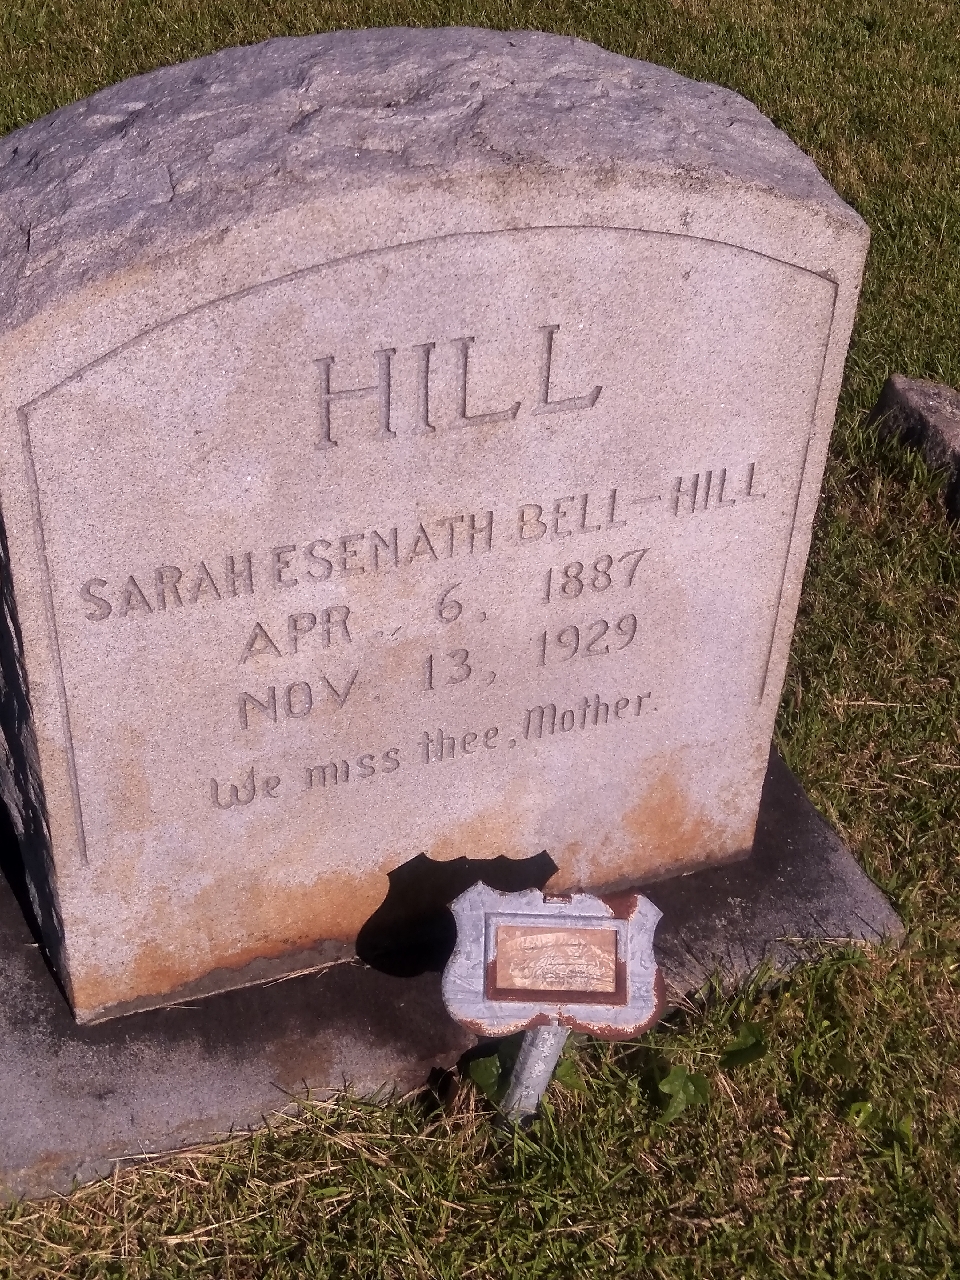 HILL
SARAH ESENATH BELL-HILL
APR. 6, 1887
NOV. 13, 1929
We miss thee, Mother.